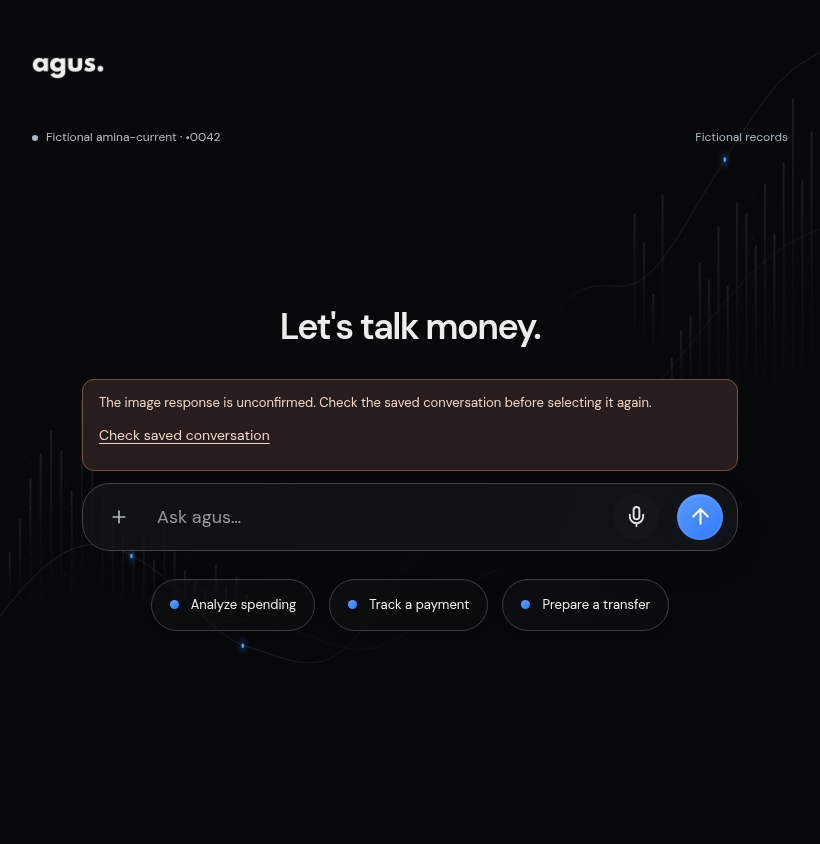 agus.
Fictional amina-current · •0042
Fictional records
Let's talk money.
The image response is unconfirmed. Check the saved conversation before selecting it again.
Check saved conversation
Ask agus...
Analyze spending
Track a payment
Prepare a transfer